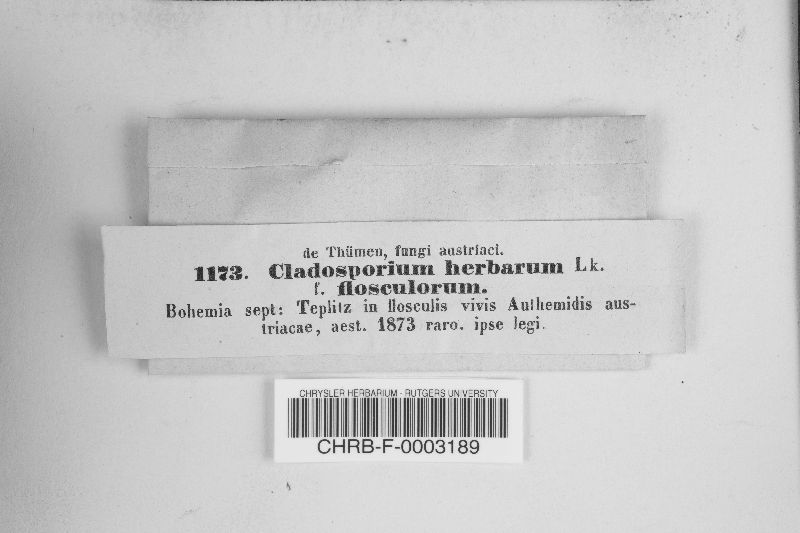 de Thümen, fungi austriaci.
1173. Cladosporium herbarum Lk.
f. flosculorum.
Bohemia sept: Teplitz in flosculis vivis Anthemidis aus-
triacae, aest. 1873 raro. ipse legi.
CHRYSLER HERBARIUM - RUTGERS UNIVERSITY
CHRB-F-0003189